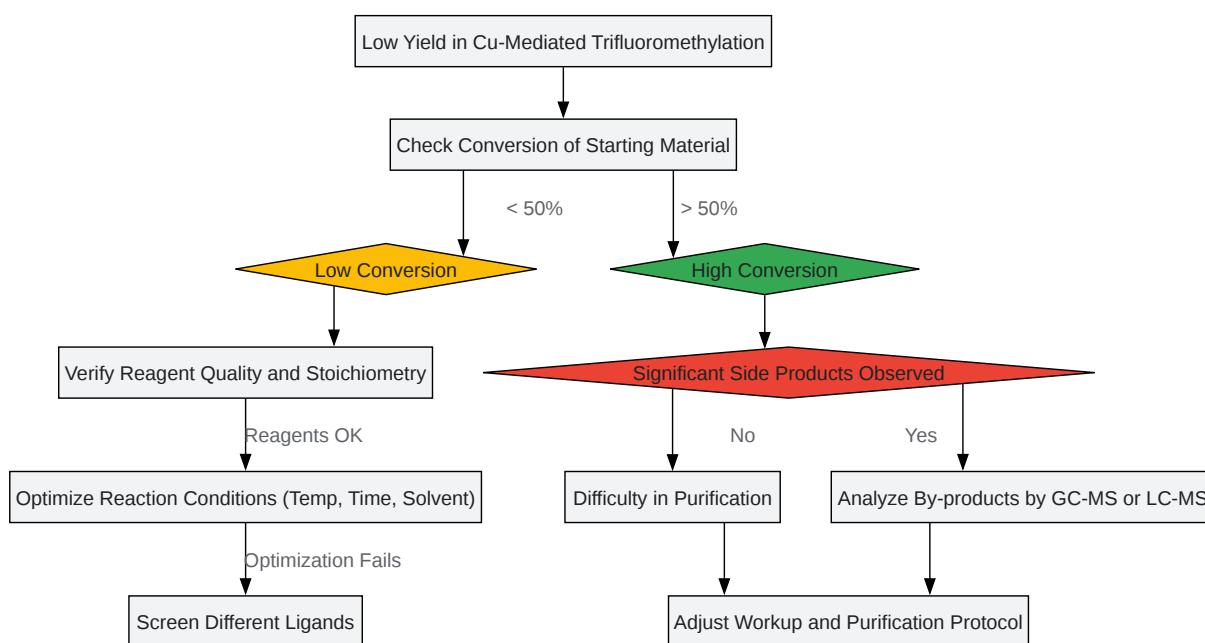 Low Yield in Cu-Mediated Trifluoromethylation
Check Conversion of Starting Material
< 50%
> 50%
Low Conversion
High Conversion
Verify Reagent Quality and Stoichiometry
Significant Side Products Observed
Reagents OK
No
Yes
Optimize Reaction Conditions (Temp, Time, Solvent)
Difficulty in Purification
Analyze By-products by GC-MS or LC-MS
Optimization Fails
Screen Different Ligands
Adjust Workup and Purification Protocol